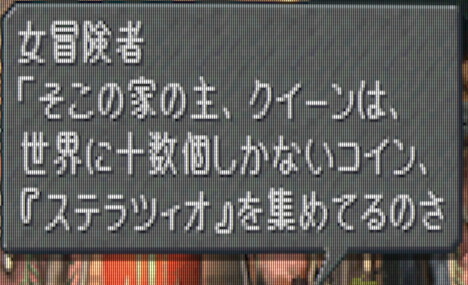 女冒険者
「そこの家の主、クイーンは、
世界に十数個しかないコイン、
『ステラツィオ』を集めてるのさ